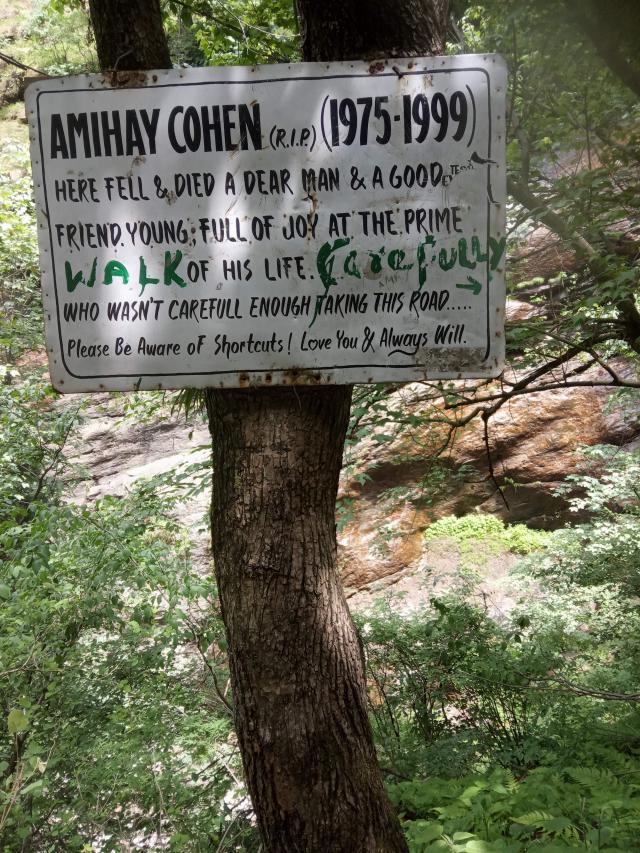 AMIHAY COHEN (R.I.P.) (1975-1999)
HERE FELL & DIED A DEAR MAN & A GOOD
FRIEND. YOUNG, FULL OF JOY AT THE PRIME
WALK OF HIS LIFE. Carefully
WHO WASN'T CAREFULL ENOUGH TAKING THIS ROAD.....
Please Be Aware of Shortcuts! Love You & Always Will.